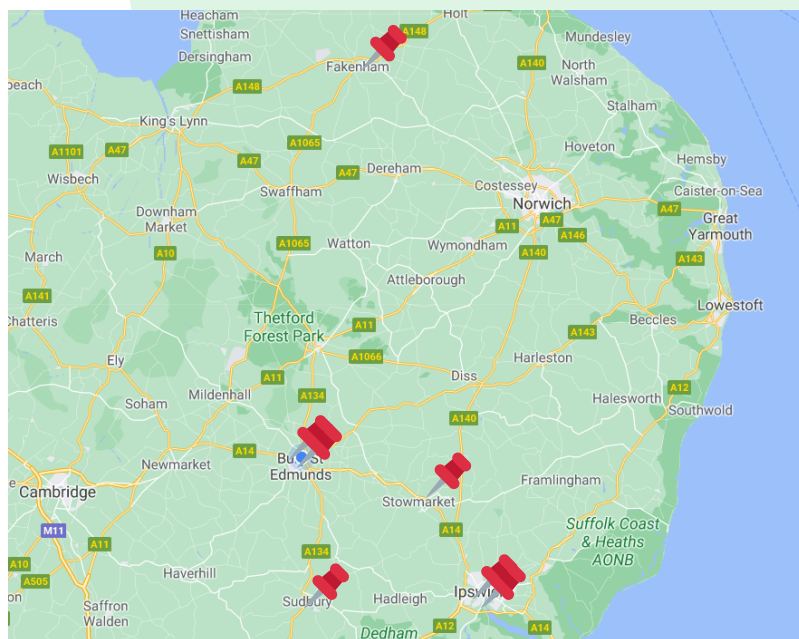 Heacham
Holt
Snettisham
A148
Mundesley
Dersingham
Fakenham
A140
North
Walsham
A148
Stalham
King's Lynn
A1065
Hoveton
A1101
A47
A47
Hemsby
Dereham
A47
Wisbech
Swaffham
Costessey
Caister-on-Sea
Norwich
A47
Downham
Market
A11
A47
Great
Yarmouth
A146
A1065
Watton
Wymondham
A140
A10
March
A143
Attleborough
A141
Lowestoft
Chatteris
Thetford
Forest Park
A11
Beccles
A143
Ely
A1066
Harleston
A11
Diss
Mildenhall
A134
A12
Soham
Halesworth
Southwold
A140
A14
Newmarket
Edmunds
Framlingham
Cambridge
Stowmarket
M11
A14
Suffolk Coast
& Heaths
AONB
A11
A134
A10
A505
Haverhill
Sudbury
Hadleigh
Saffron
Walden
A12
A14
Dedham